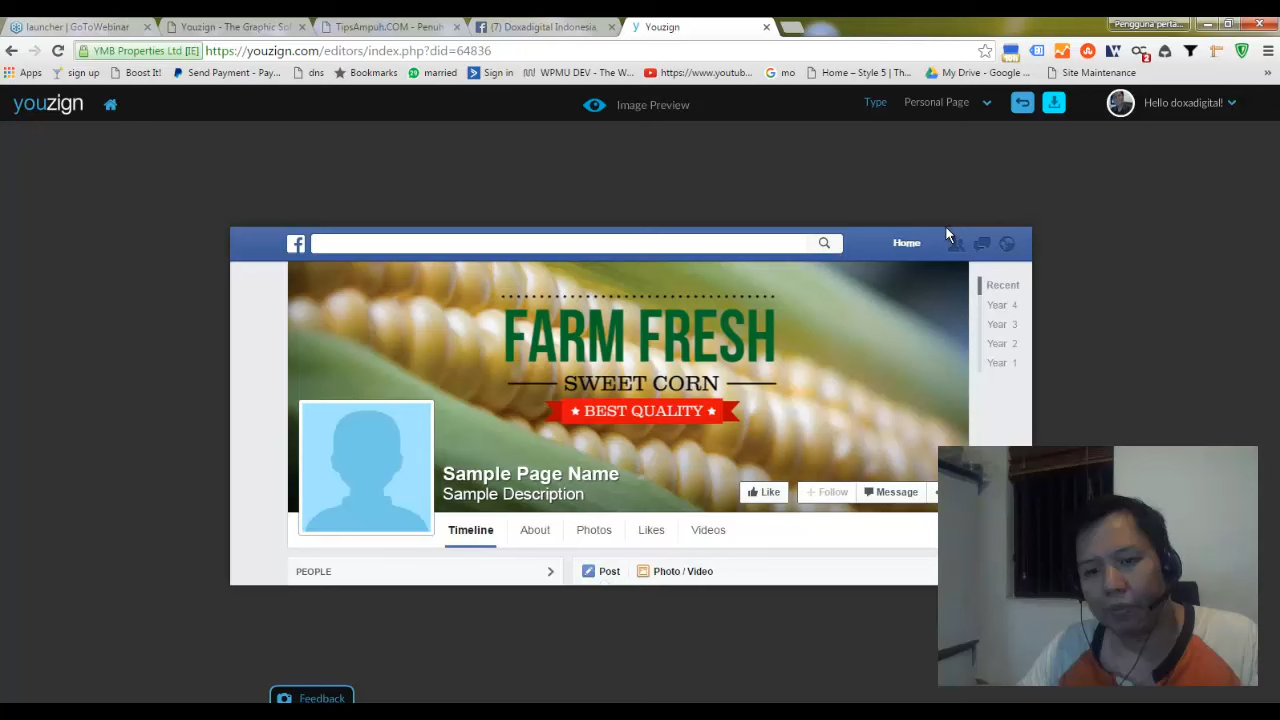 launcher | GoToWebinar
Youzign - The Graphic Sol
TipsAmpuh.COM - Penuh
(7) Doxadigital Indonesia,
Youzign
Pengguna perta...
YMB Properties Ltd [IE]
https://youzign.com/editors/index.php?did=64836
Apps
sign up
Boost It!
Send Payment - Pay...
dns
Bookmarks
married
Sign in
WPMU DEV - The W...
https://www.youtub...
mo
Home – Style 5 | Th...
My Drive - Google ...
Site Maintenance
»
youzign
Image Preview
Type
Personal Page
Hello doxadigital!
Home
Recent
Year 4
Year 3
Year 2
Year 1
FARM FRESH
SWEET CORN
★ BEST QUALITY ★
Sample Page Name
Sample Description
Like
+ Follow
Message
Timeline
About
Photos
Likes
Videos
PEOPLE
Post
Photo / Video
Feedback